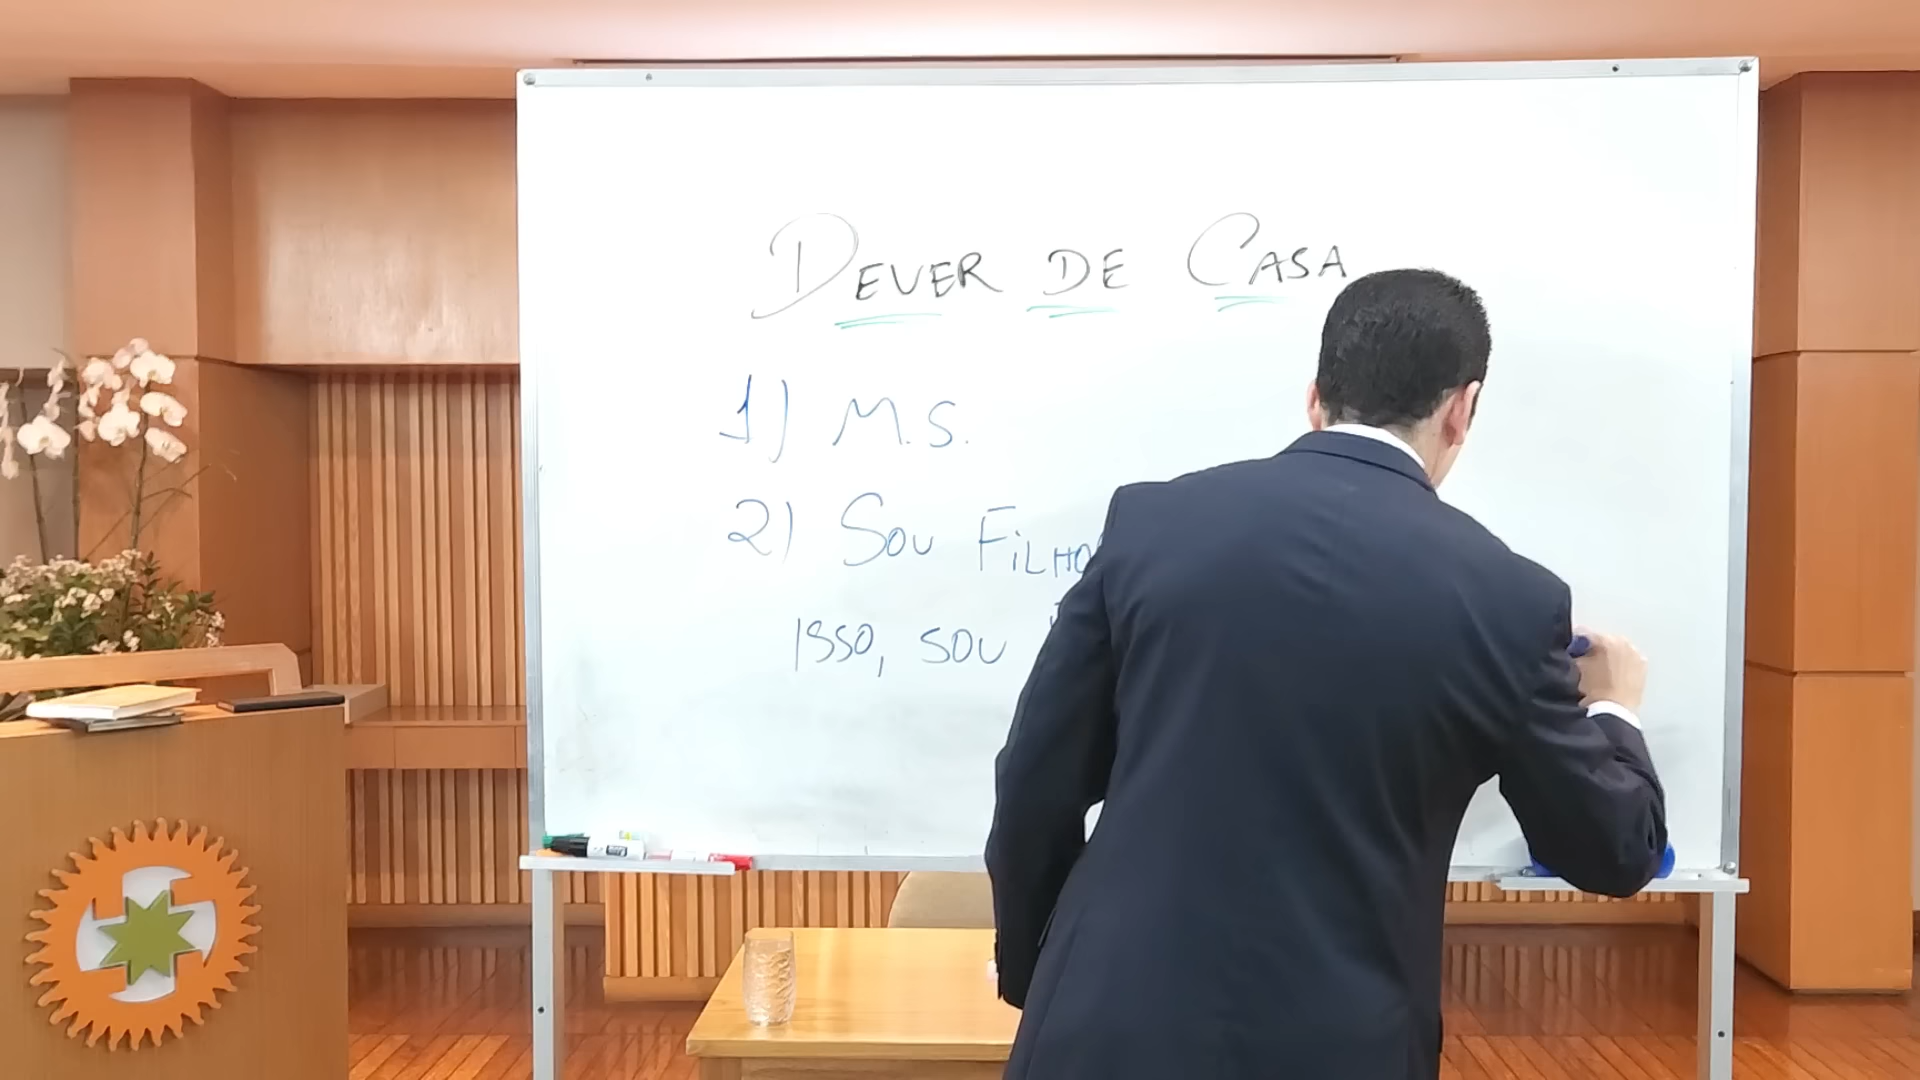 DEVER DE CASA
1) M.S.
2) SOU FILHO
ISSO, SOU